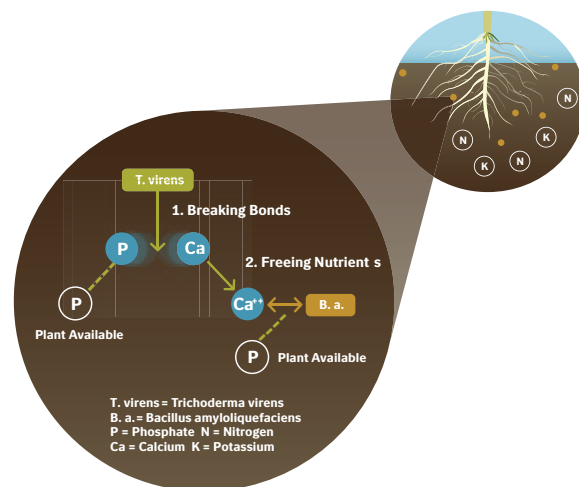 N
K
N
K
N
T. virens
1. Breaking Bonds
P
Ca
2. Freeing Nutrient s
Ca++
B. a.
P
Plant Available
P
Plant Available
T. virens = Trichoderma virens
B. a. = Bacillus amyloliquefaciens
P = Phosphate N = Nitrogen
Ca = Calcium K = Potassium